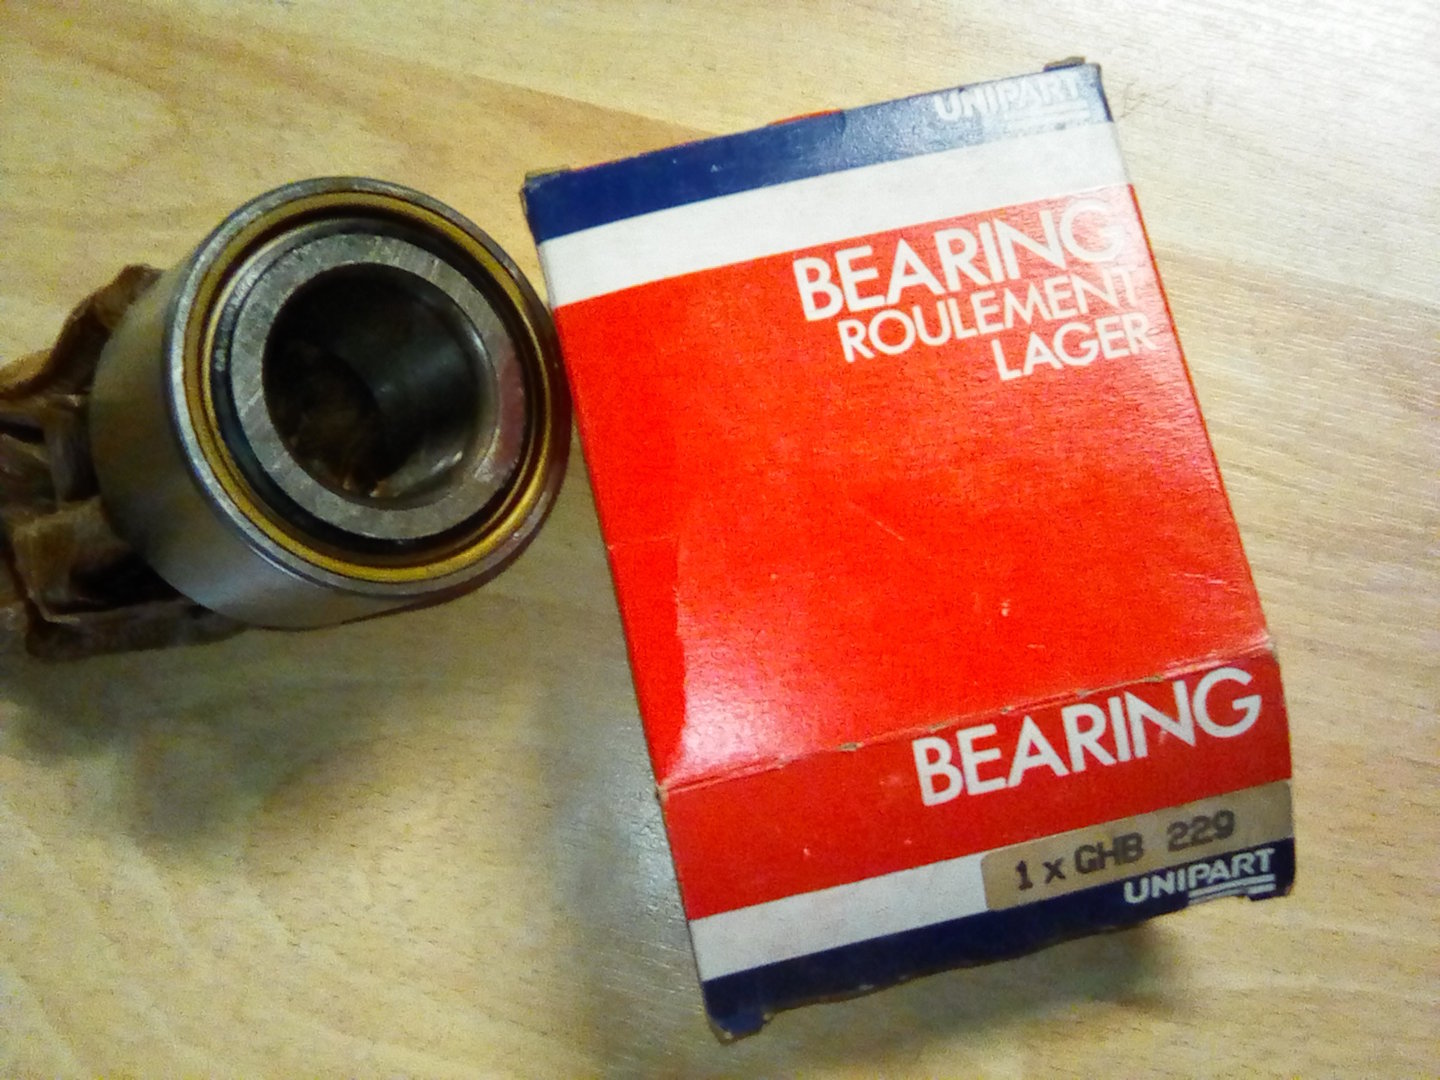 UNIPART
BEARING
ROULEMENT
LAGER
BEARING
1 x GHB 229
UNIPART